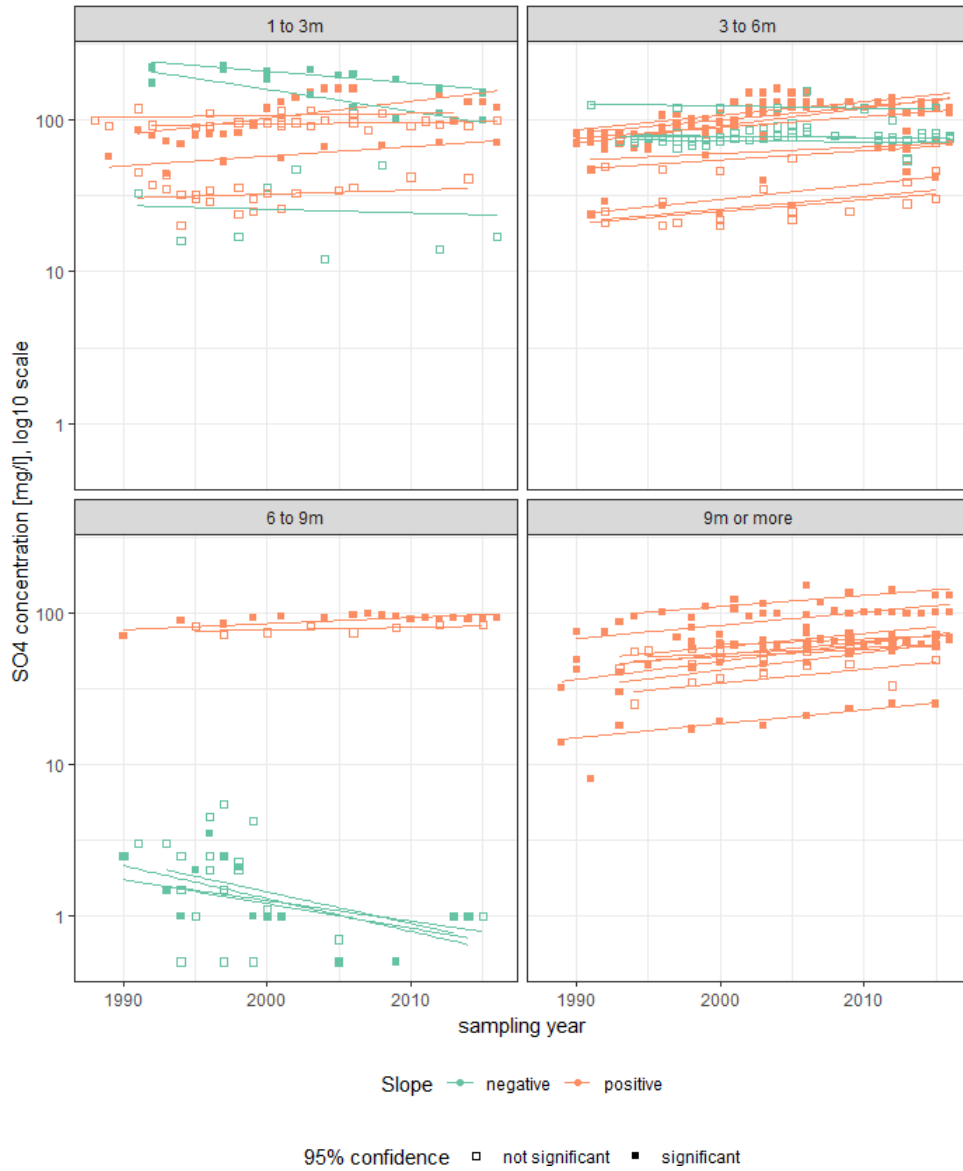 1 to 3m
3 to 6m
100
10
1
6 to 9m
9m or more
100
10
1
SO4 concentration [mg/l], log10 scale
1990
2000
2010
1990
2000
2010
sampling year
Slope negative positive
95% confidence not significant significant